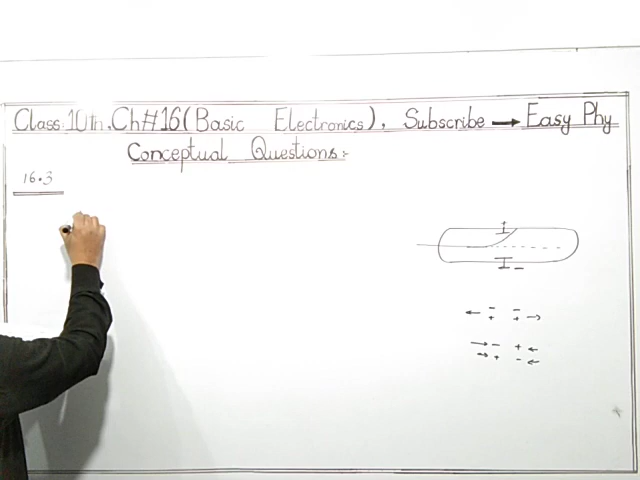 Class:10th, Ch#16(Basic Electronics), Subscribe → Easy Phy
Conceptual Questions:-
16.3
+
-
← - - 
+ + →
→ - + ←
→ + - ←